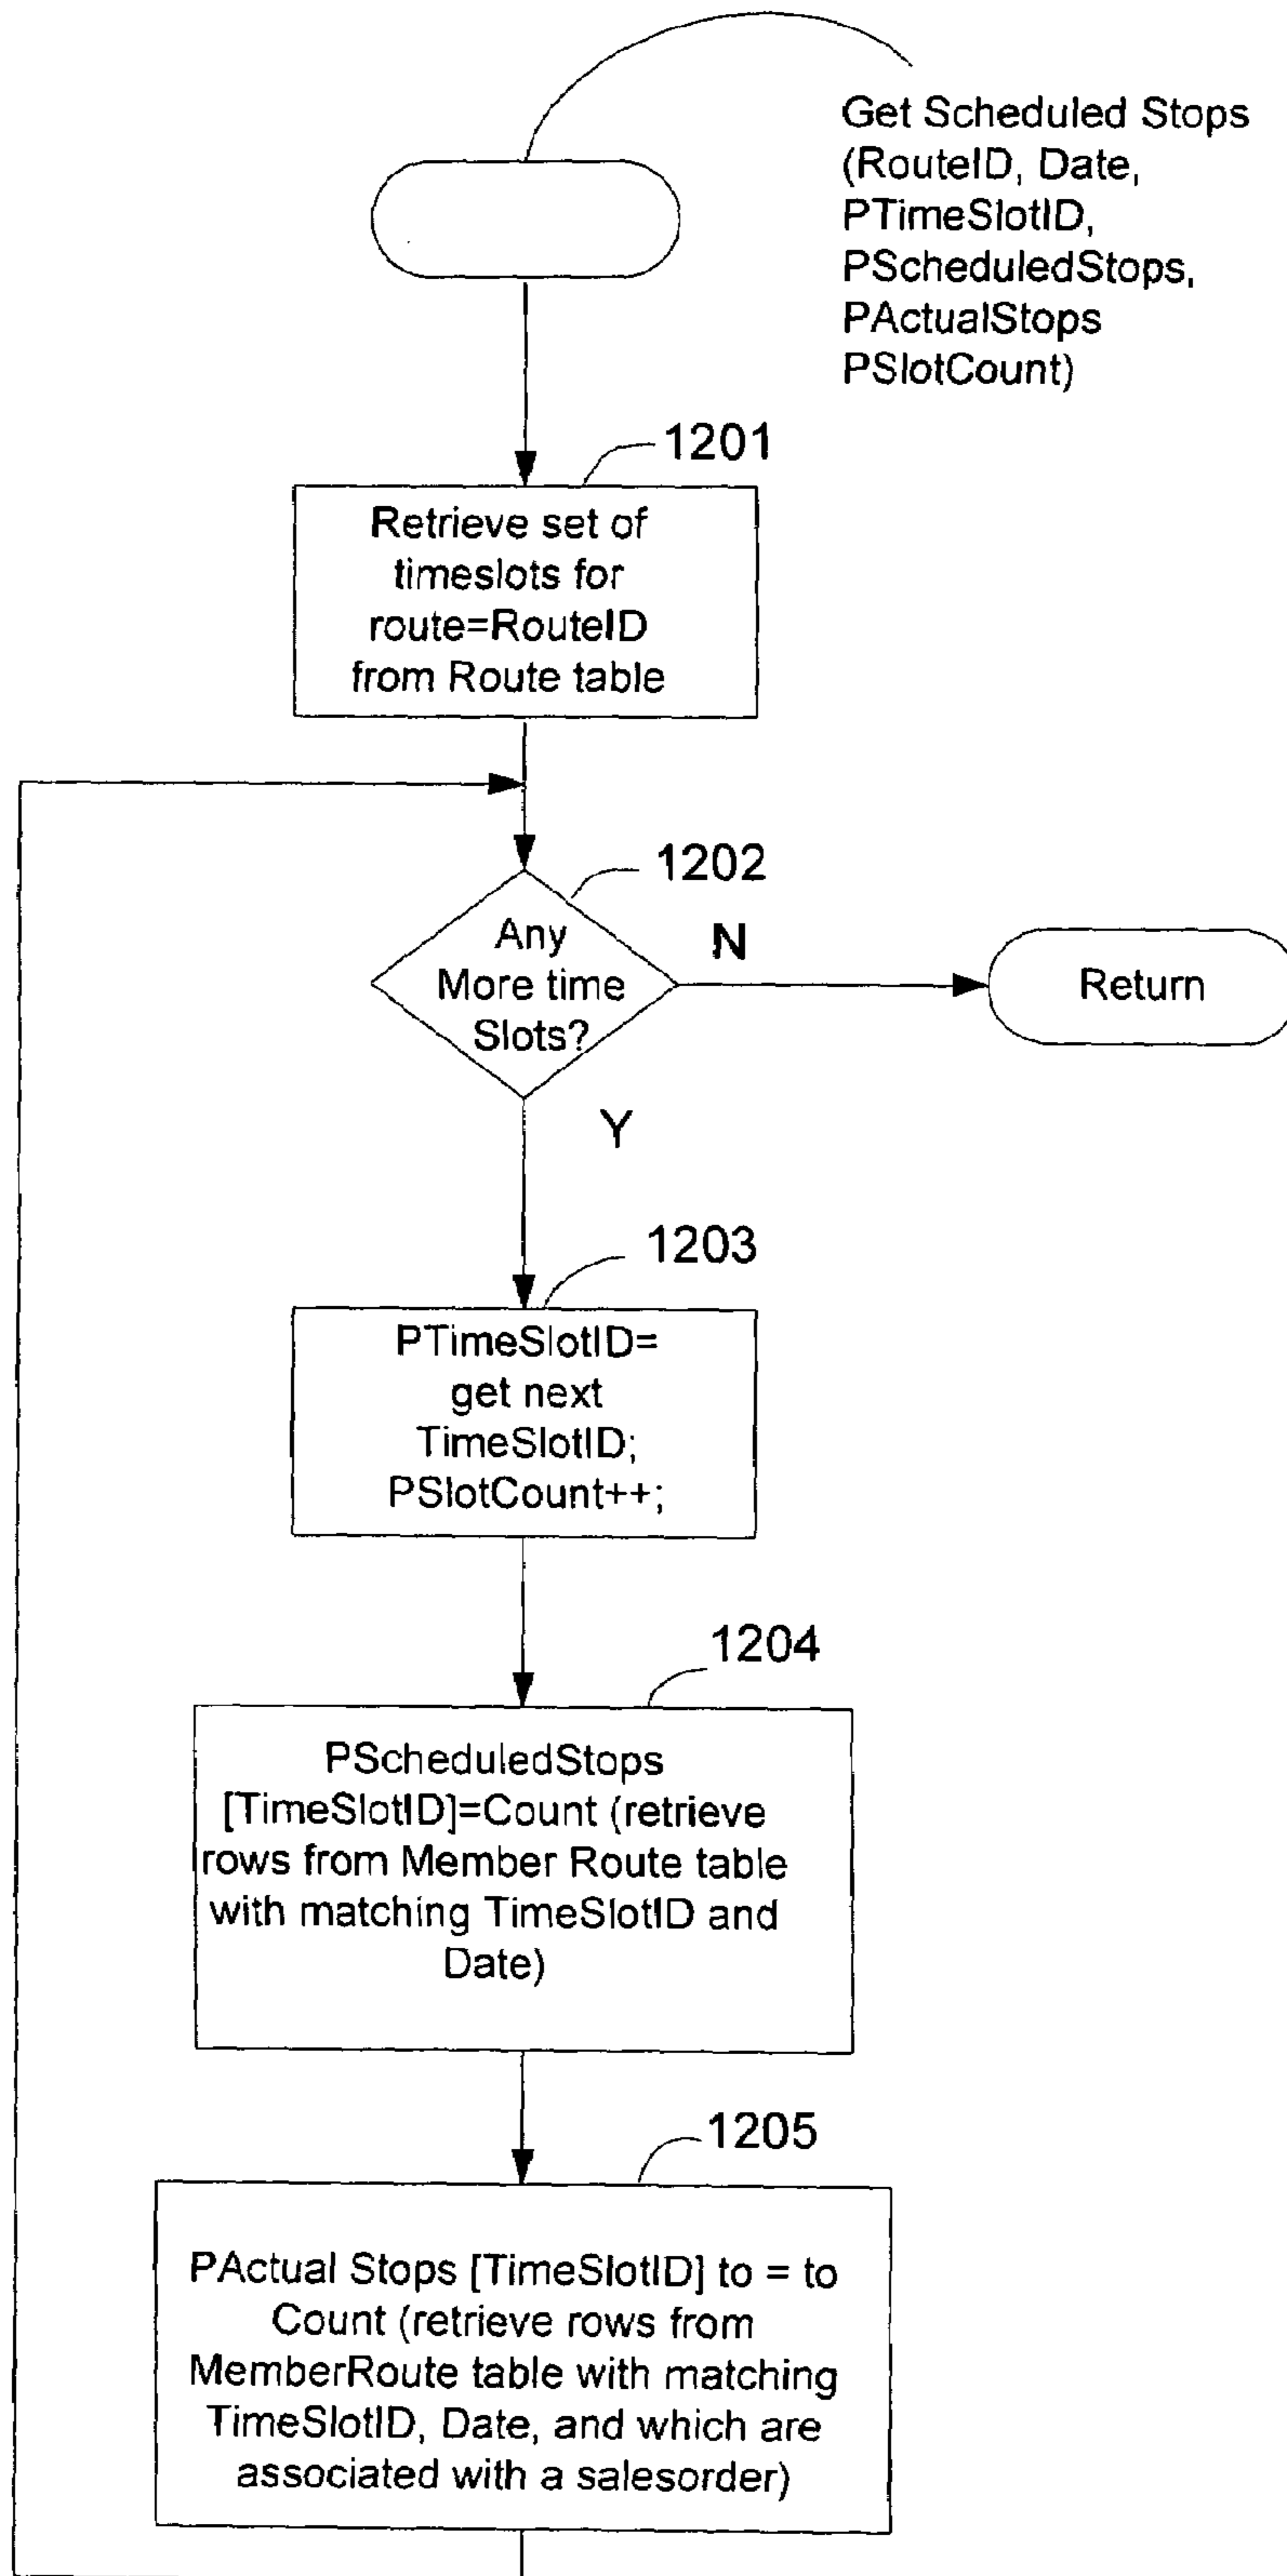 Get Scheduled Stops
(RouteID, Date,
PTimeSlotID,
PScheduledStops,
PActualStops
PSlotCount)
1201
Retrieve set of
timeslots for
route=RouteID
from Route table
1202
Any
More time
Slots?
N
Return
Y
1203
PTimeSlotID=
get next
TimeSlotID;
PSlotCount++;
1204
PScheduledStops
[TimeSlotID]=Count (retrieve
rows from Member Route table
with matching TimeSlotID and
Date)
1205
PActual Stops [TimeSlotID] to = to
Count (retrieve rows from
MemberRoute table with matching
TimeSlotID, Date, and which are
associated with a salesorder)